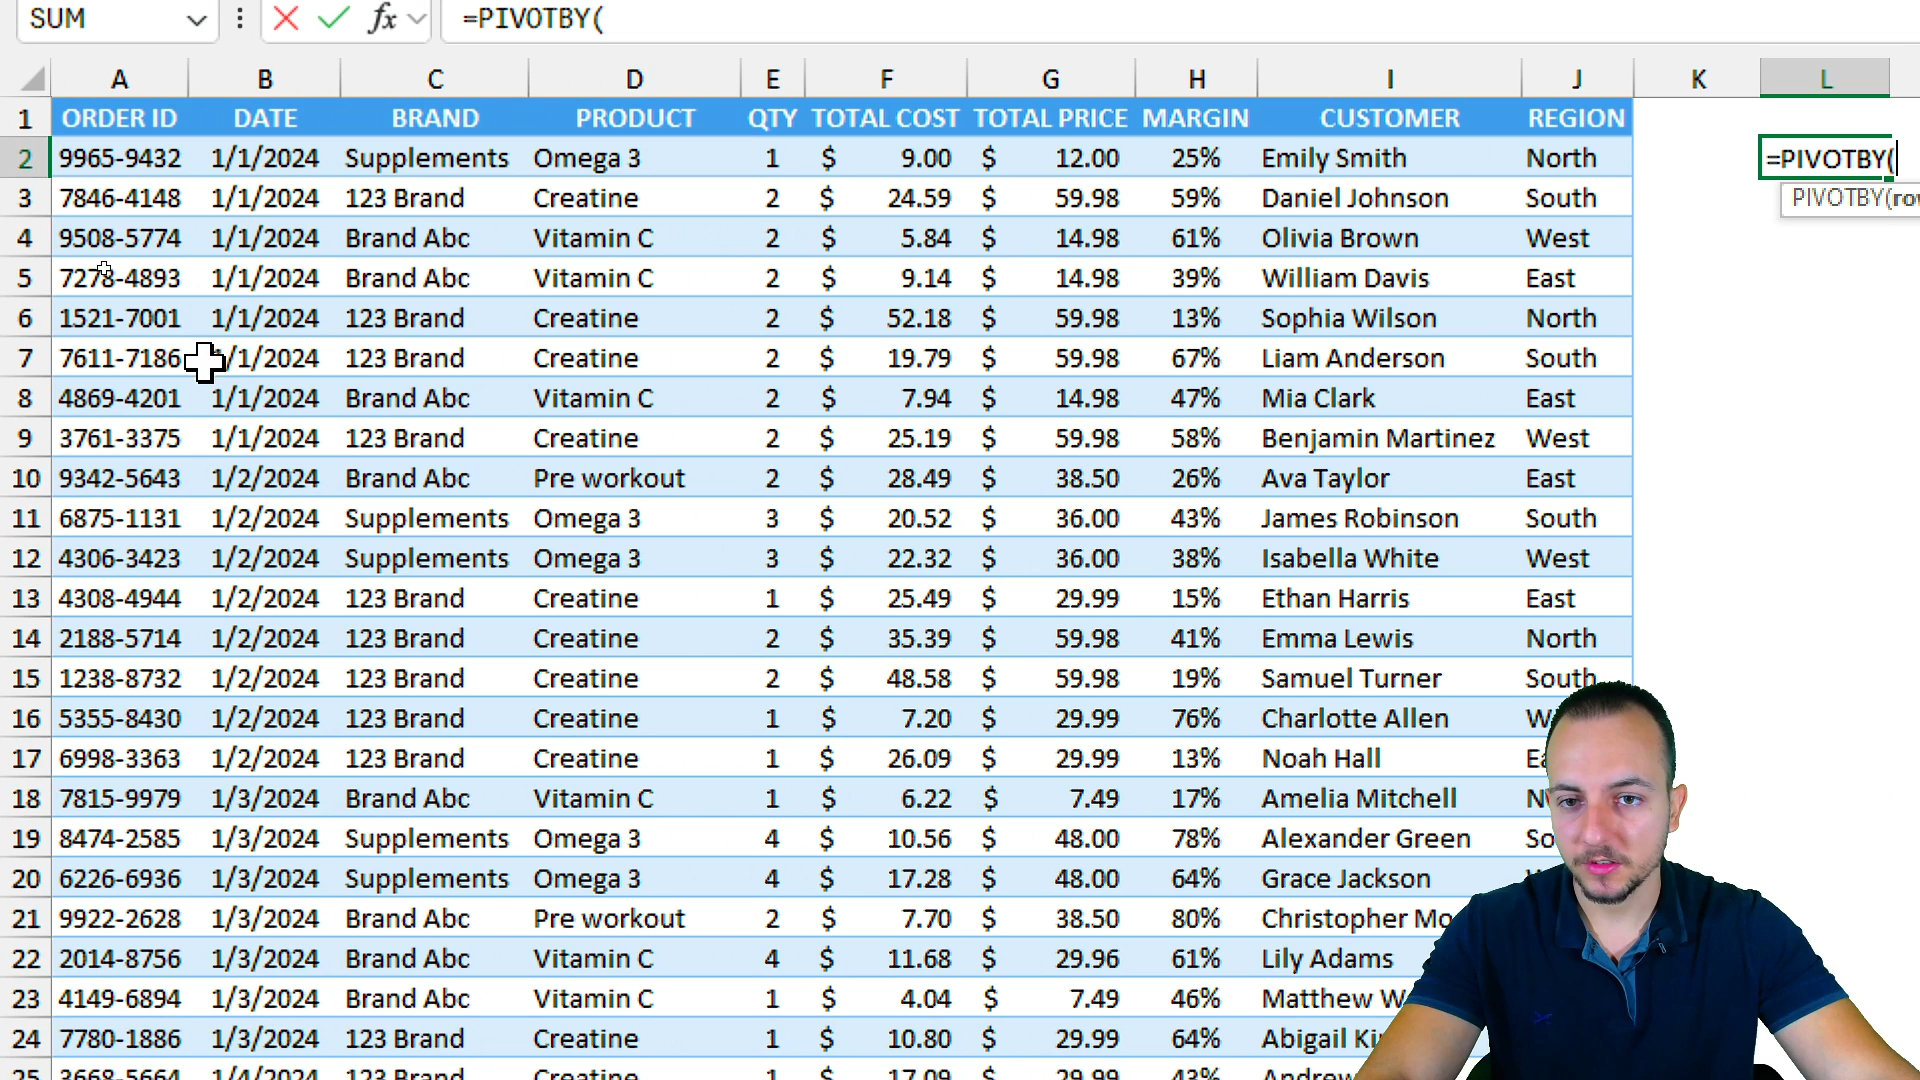 SUM fx =PIVOTBY(
A B C D E F G H I J K L
1 ORDER ID DATE BRAND PRODUCT QTY TOTAL COST TOTAL PRICE MARGIN CUSTOMER REGION
2 9965-9432 1/1/2024 Supplements Omega 3 1 $ 9.00 $ 12.00 25% Emily Smith North =PIVOTBY(
3 7846-4148 1/1/2024 123 Brand Creatine 2 $ 24.59 $ 59.98 59% Daniel Johnson South PIVOTBY(row
4 9508-5774 1/1/2024 Brand Abc Vitamin C 2 $ 5.84 $ 14.98 61% Olivia Brown West
5 7278-4893 1/1/2024 Brand Abc Vitamin C 2 $ 9.14 $ 14.98 39% William Davis East
6 1521-7001 1/1/2024 123 Brand Creatine 2 $ 52.18 $ 59.98 13% Sophia Wilson North
7 7611-7186 1/1/2024 123 Brand Creatine 2 $ 19.79 $ 59.98 67% Liam Anderson South
8 4869-4201 1/1/2024 Brand Abc Vitamin C 2 $ 7.94 $ 14.98 47% Mia Clark East
9 3761-3375 1/1/2024 123 Brand Creatine 2 $ 25.19 $ 59.98 58% Benjamin Martinez West
10 9342-5643 1/2/2024 Brand Abc Pre workout 2 $ 28.49 $ 38.50 26% Ava Taylor East
11 6875-1131 1/2/2024 Supplements Omega 3 3 $ 20.52 $ 36.00 43% James Robinson South
12 4306-3423 1/2/2024 Supplements Omega 3 3 $ 22.32 $ 36.00 38% Isabella White West
13 4308-4944 1/2/2024 123 Brand Creatine 1 $ 25.49 $ 29.99 15% Ethan Harris East
14 2188-5714 1/2/2024 123 Brand Creatine 2 $ 35.39 $ 59.98 41% Emma Lewis North
15 1238-8732 1/2/2024 123 Brand Creatine 2 $ 48.58 $ 59.98 19% Samuel Turner South
16 5355-8430 1/2/2024 123 Brand Creatine 1 $ 7.20 $ 29.99 76% Charlotte Allen
17 6998-3363 1/2/2024 123 Brand Creatine 1 $ 26.09 $ 29.99 13% Noah Hall
18 7815-9979 1/3/2024 Brand Abc Vitamin C 1 $ 6.22 $ 7.49 17% Amelia Mitchell
19 8474-2585 1/3/2024 Supplements Omega 3 4 $ 10.56 $ 48.00 78% Alexander Green So
20 6226-6936 1/3/2024 Supplements Omega 3 4 $ 17.28 $ 48.00 64% Grace Jackson
21 9922-2628 1/3/2024 Brand Abc Pre workout 2 $ 7.70 $ 38.50 80% Christopher Mo
22 2014-8756 1/3/2024 Brand Abc Vitamin C 4 $ 11.68 $ 29.96 61% Lily Adams
23 4149-6894 1/3/2024 Brand Abc Vitamin C 1 $ 4.04 $ 7.49 46% Matthew W
24 7780-1886 1/3/2024 123 Brand Creatine 1 $ 10.80 $ 29.99 64% Abigail Ki
25 3668-5664 1/4/2024 123 Brand Creatine 1 $ 17.09 $ 29.99 43% Andrew